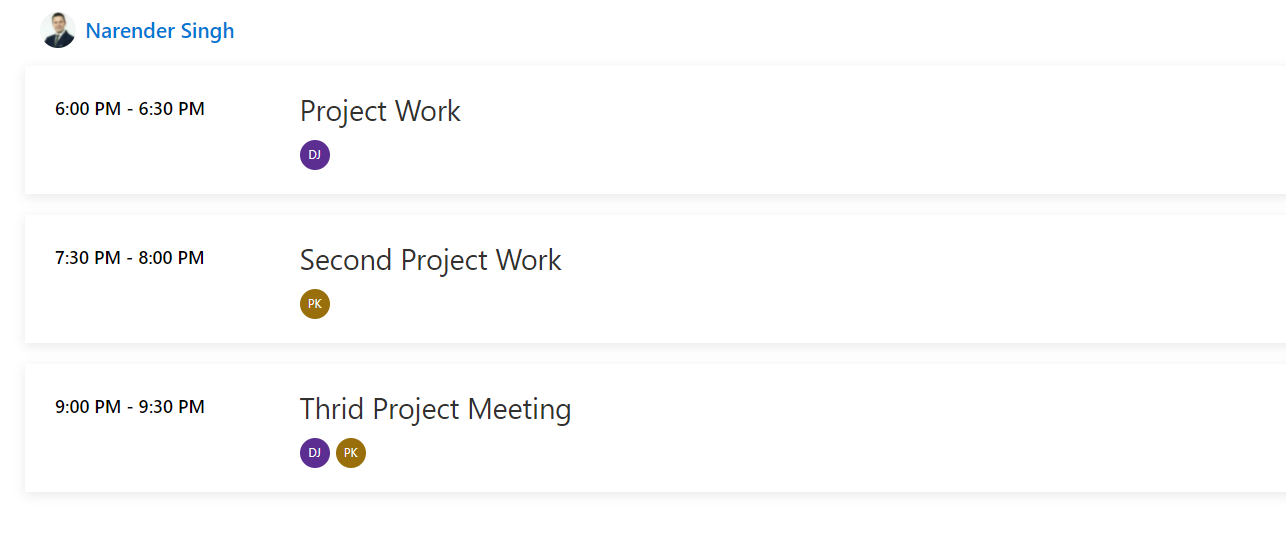 Narender Singh
6:00 PM - 6:30 PM
Project Work
DJ
7:30 PM - 8:00 PM
Second Project Work
PK
9:00 PM - 9:30 PM
Thrid Project Meeting
DJ PK